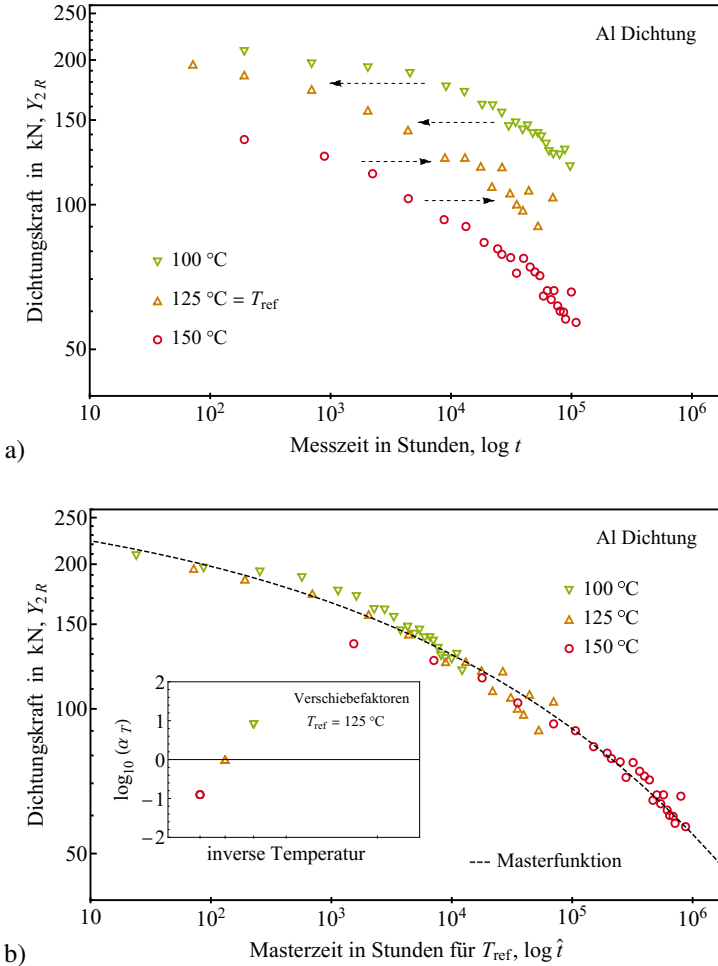 250
200
150
100
50
Dichtungskraft in kN, Y2R
Al Dichtung
100 °C
125 °C = Tref
150 °C
10 10² 10³ 10⁴ 10⁵ 10⁶
Messzeit in Stunden, log t
a)
250
200
150
100
50
Dichtungskraft in kN, Y2R
Al Dichtung
100 °C
125 °C
150 °C
2
1
0
-1
-2
log10 (αT)
Verschiebefaktoren
Tref = 125 °C
inverse Temperatur
--- Masterfunktion
10 10² 10³ 10⁴ 10⁵ 10⁶
Masterzeit in Stunden für Tref, log t̂
b)